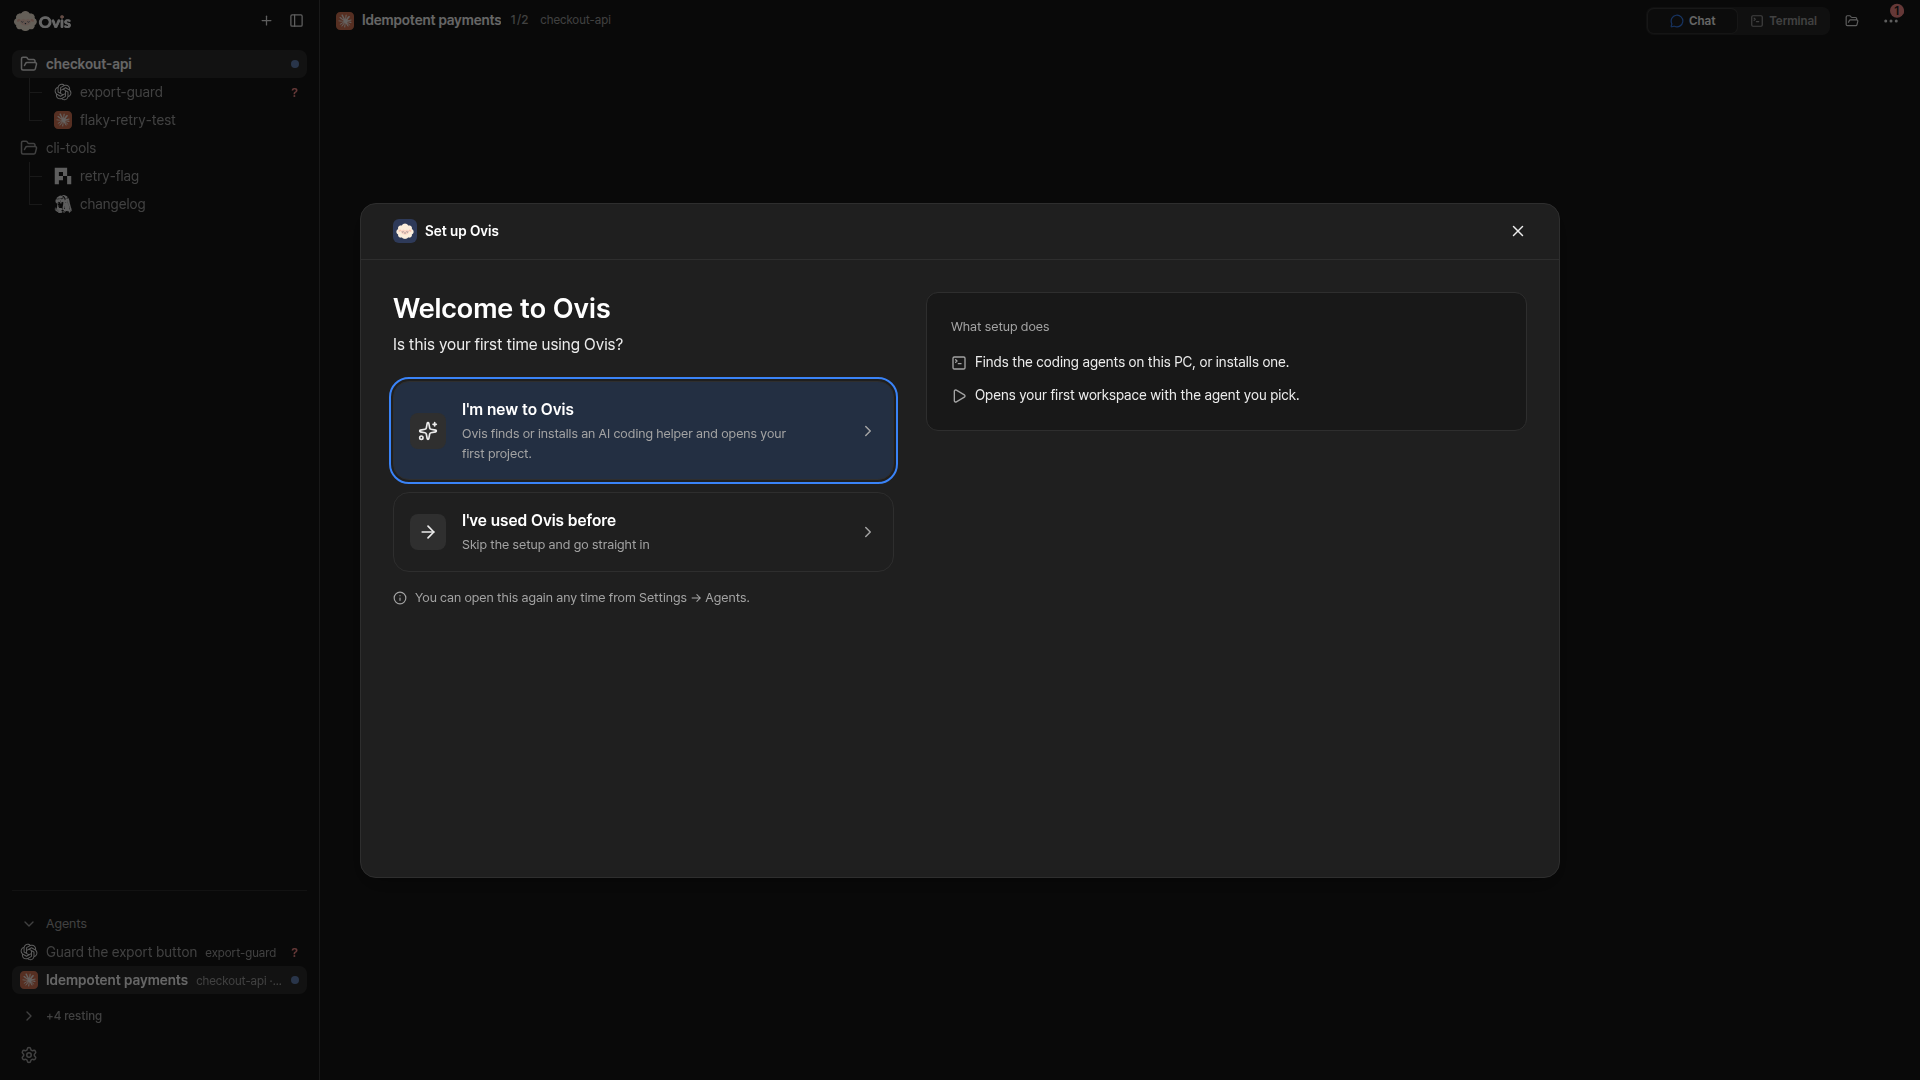 Ovis
checkout-api
export-guard ?
flaky-retry-test
cli-tools
retry-flag
changelog
Idempotent payments 1/2 checkout-api
Chat
Terminal
1
Set up Ovis
Welcome to Ovis
Is this your first time using Ovis?
I'm new to Ovis
Ovis finds or installs an AI coding helper and opens your
first project.
I've used Ovis before
Skip the setup and go straight in
You can open this again any time from Settings → Agents.
What setup does
Finds the coding agents on this PC, or installs one.
Opens your first workspace with the agent you pick.
Agents
Guard the export button export-guard ?
Idempotent payments checkout-api ·...
+4 resting